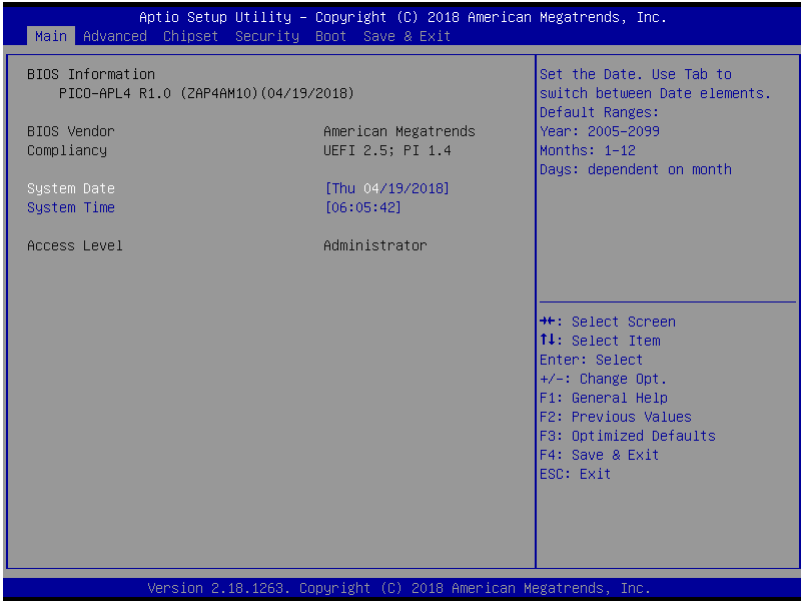 Aptio Setup Utility – Copyright (C) 2018 American Megatrends, Inc.
Main Advanced Chipset Security Boot Save & Exit
BIOS Information
PICO-APL4 R1.0 (ZAP4AM10)(04/19/2018)
BIOS Vendor American Megatrends
Compliancy UEFI 2.5; PI 1.4
System Date [Thu 04/19/2018]
System Time [06:05:42]
Access Level Administrator
Set the Date. Use Tab to
switch between Date elements.
Default Ranges:
Year: 2005-2099
Months: 1-12
Days: dependent on month
→←: Select Screen
↑↓: Select Item
Enter: Select
+/-: Change Opt.
F1: General Help
F2: Previous Values
F3: Optimized Defaults
F4: Save & Exit
ESC: Exit
Version 2.18.1263. Copyright (C) 2018 American Megatrends, Inc.